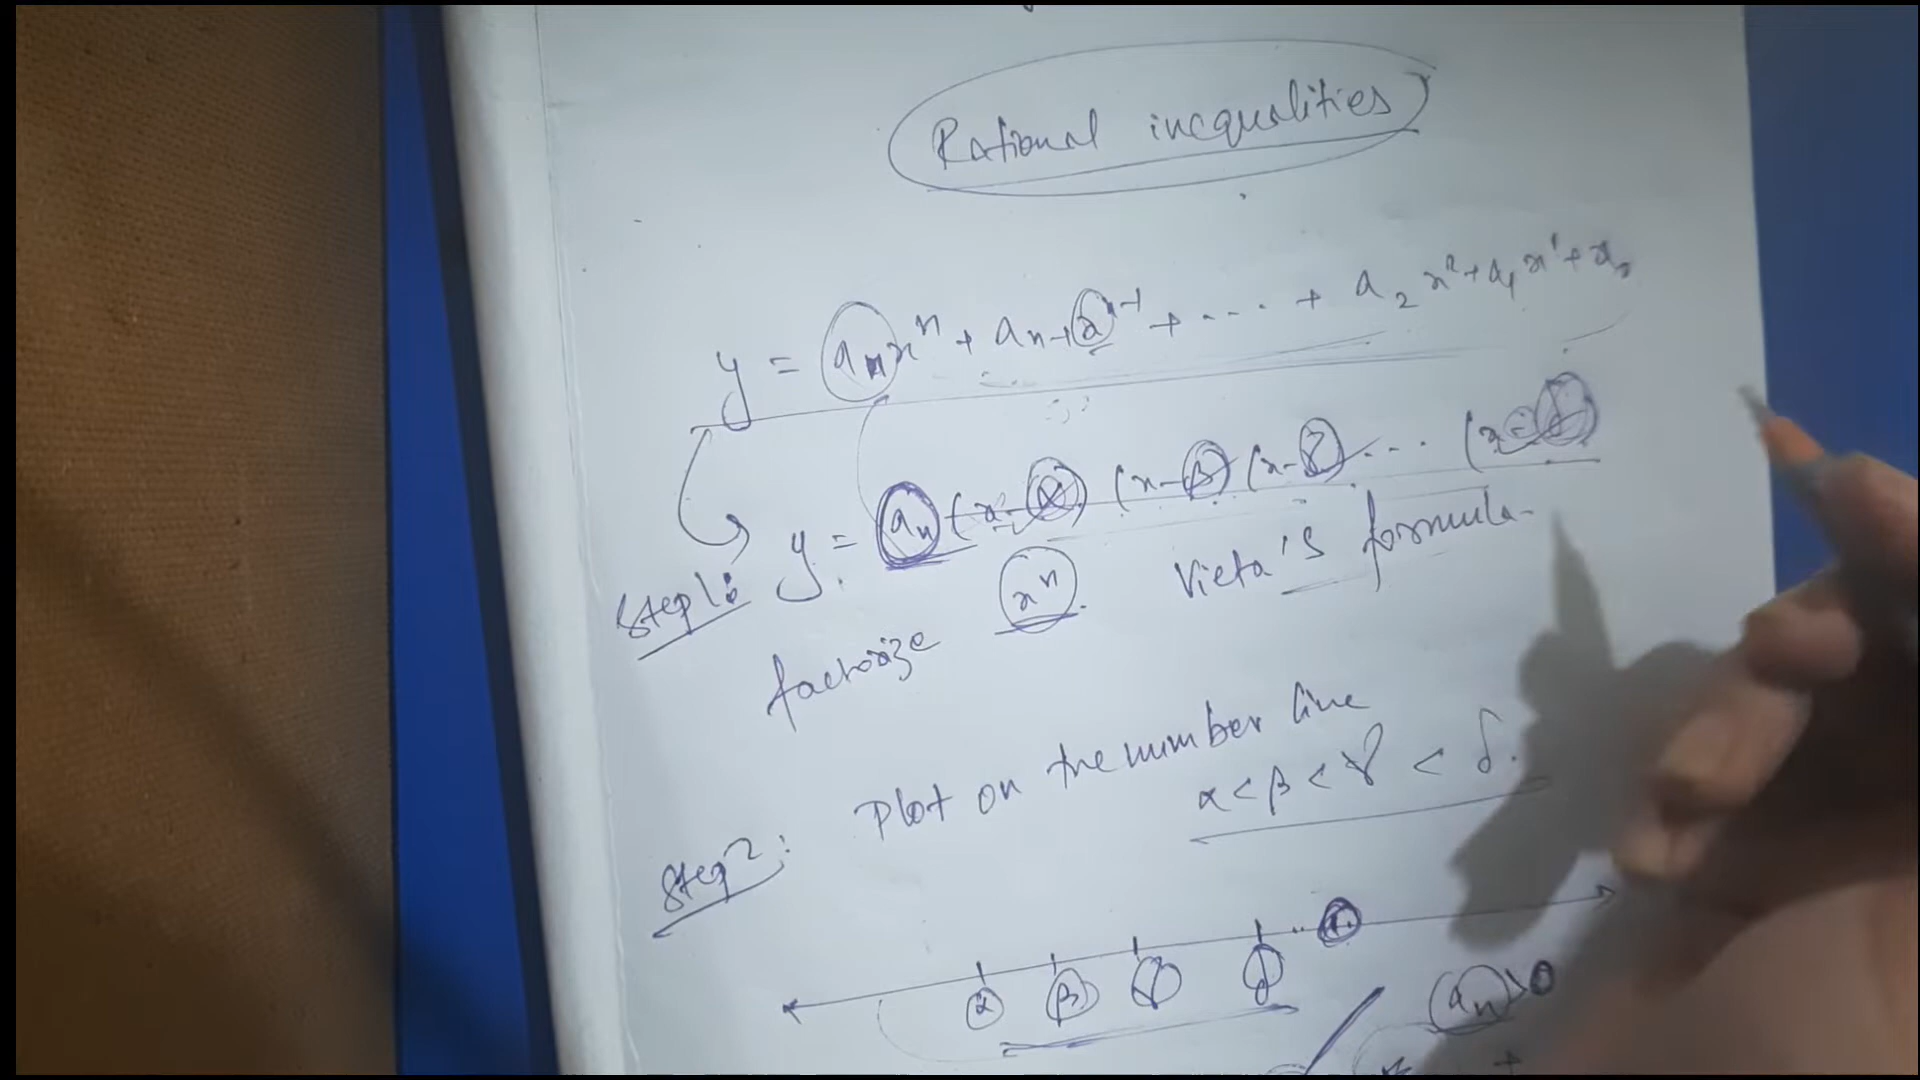 Rational inequalities
y = aₙxⁿ + aₙ₋₁xⁿ⁻¹ + .... + a₂x² + a₁x¹ + a₀
y = aₙ(x-α) (x-β) (x-γ) .... (x-δ)
Step 1:
factorize xⁿ. Vieta's formula.
Step 2: Plot on the number line
α < β < γ < δ.
α β γ δ
aₙ > 0
+